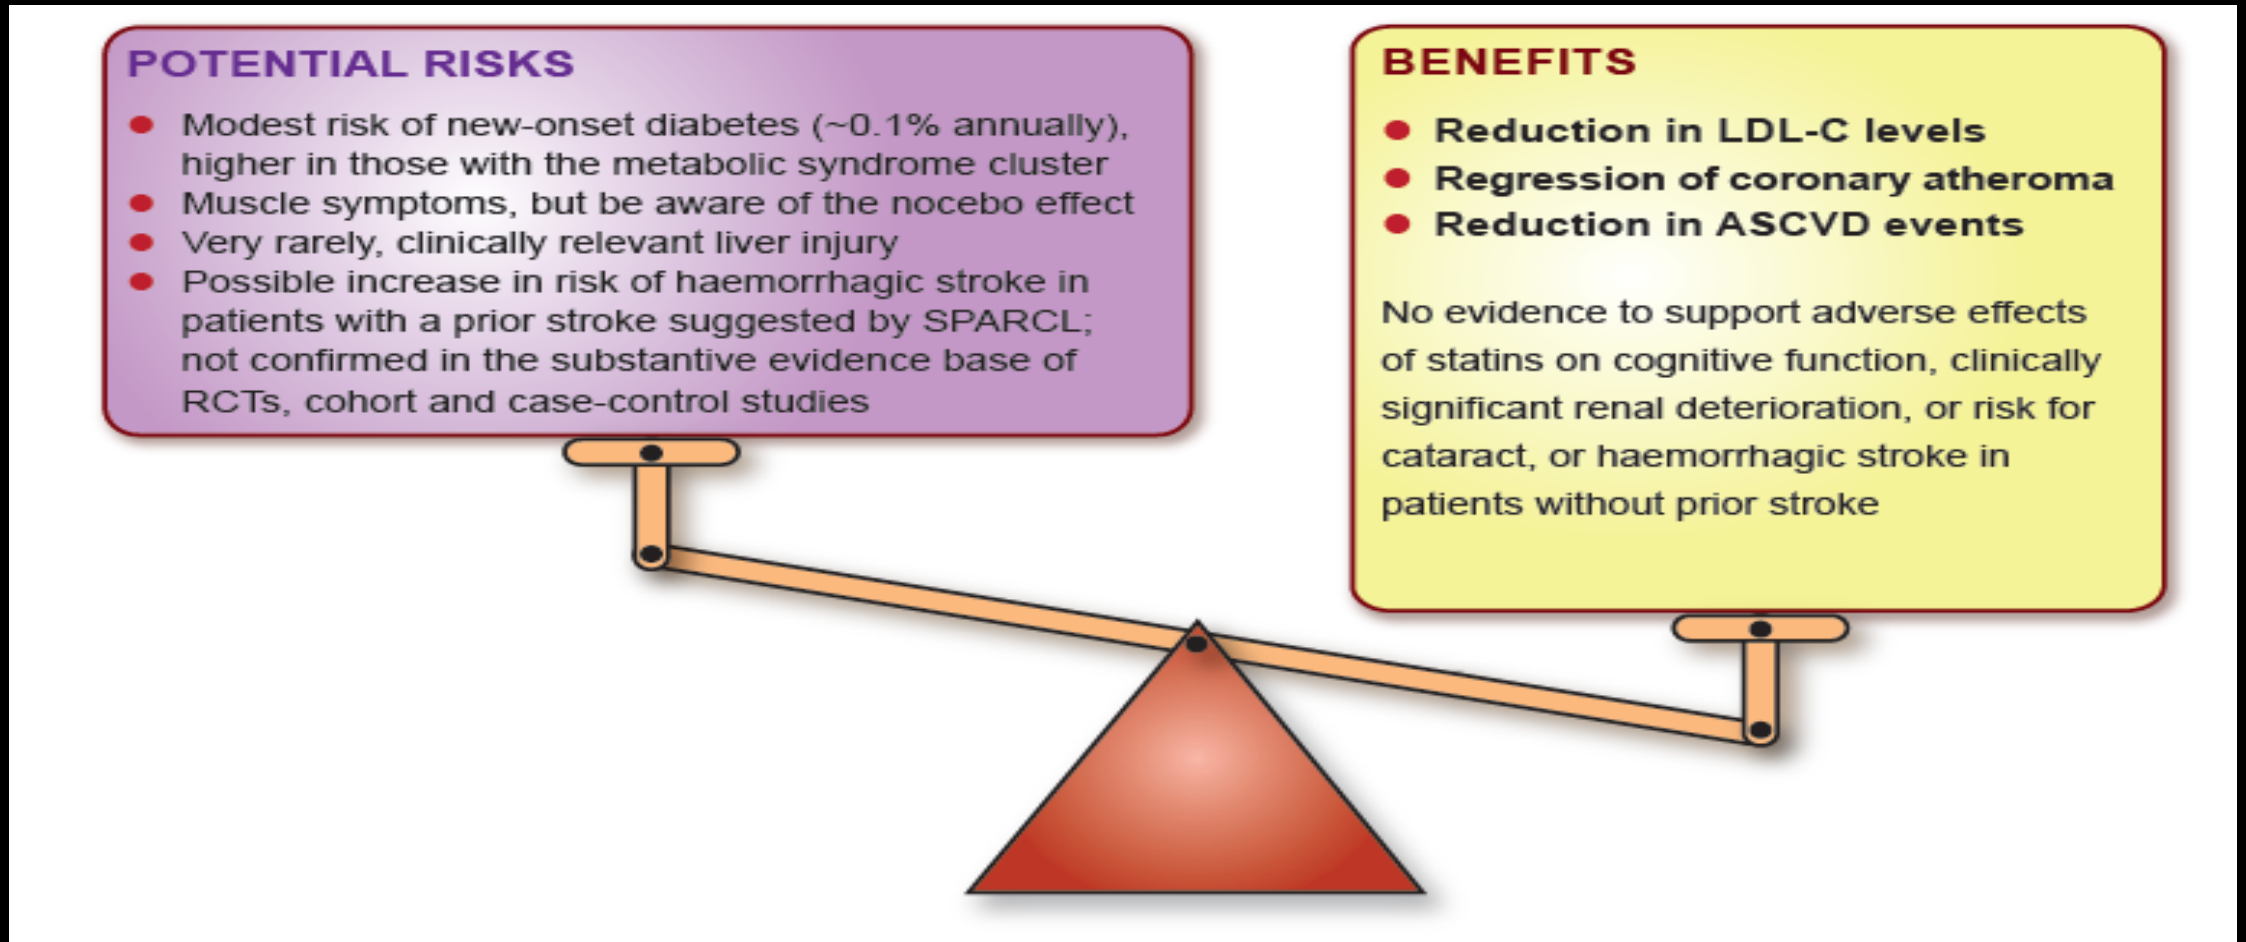 POTENTIAL RISKS
● Modest risk of new-onset diabetes (~0.1% annually),
higher in those with the metabolic syndrome cluster
● Muscle symptoms, but be aware of the nocebo effect
● Very rarely, clinically relevant liver injury
● Possible increase in risk of haemorrhagic stroke in
patients with a prior stroke suggested by SPARCL;
not confirmed in the substantive evidence base of
RCTs, cohort and case-control studies
BENEFITS
● Reduction in LDL-C levels
● Regression of coronary atheroma
● Reduction in ASCVD events
No evidence to support adverse effects
of statins on cognitive function, clinically
significant renal deterioration, or risk for
cataract, or haemorrhagic stroke in
patients without prior stroke